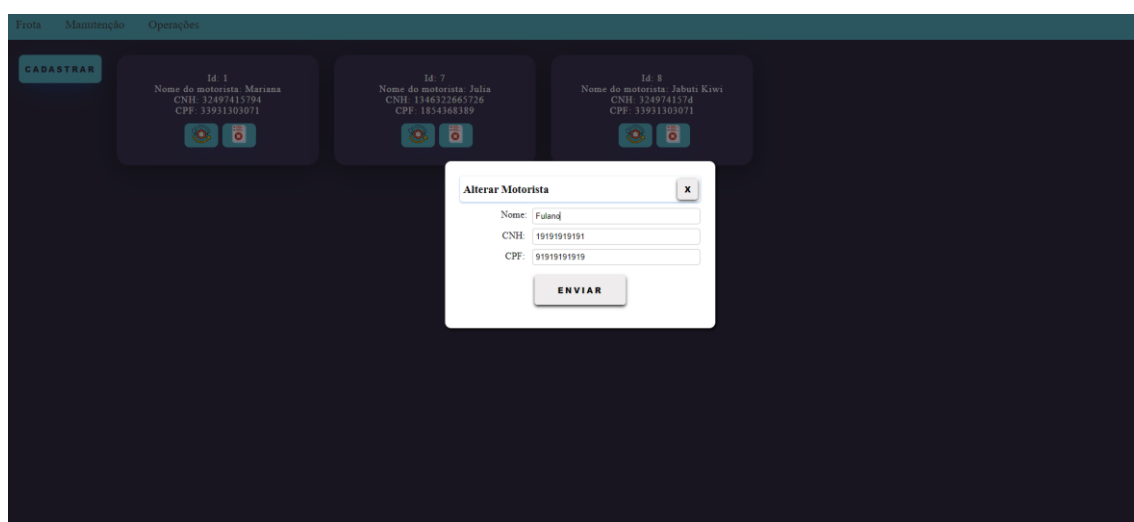 Frota Manutenção Operações
CADASTRAR
Id: 1
Nome do motorista: Mariana
CNH: 32497415794
CPF: 33931303071
Id: 7
Nome do motorista: Julia
CNH: 1346322665726
CPF: 1854368389
Id: 8
Nome do motorista: Jabuti Kiwi
CNH: 324974157d
CPF: 33931303071
Alterar Motorista X
Nome: Fulano
CNH: 19191919191
CPF: 91919191919
ENVIAR